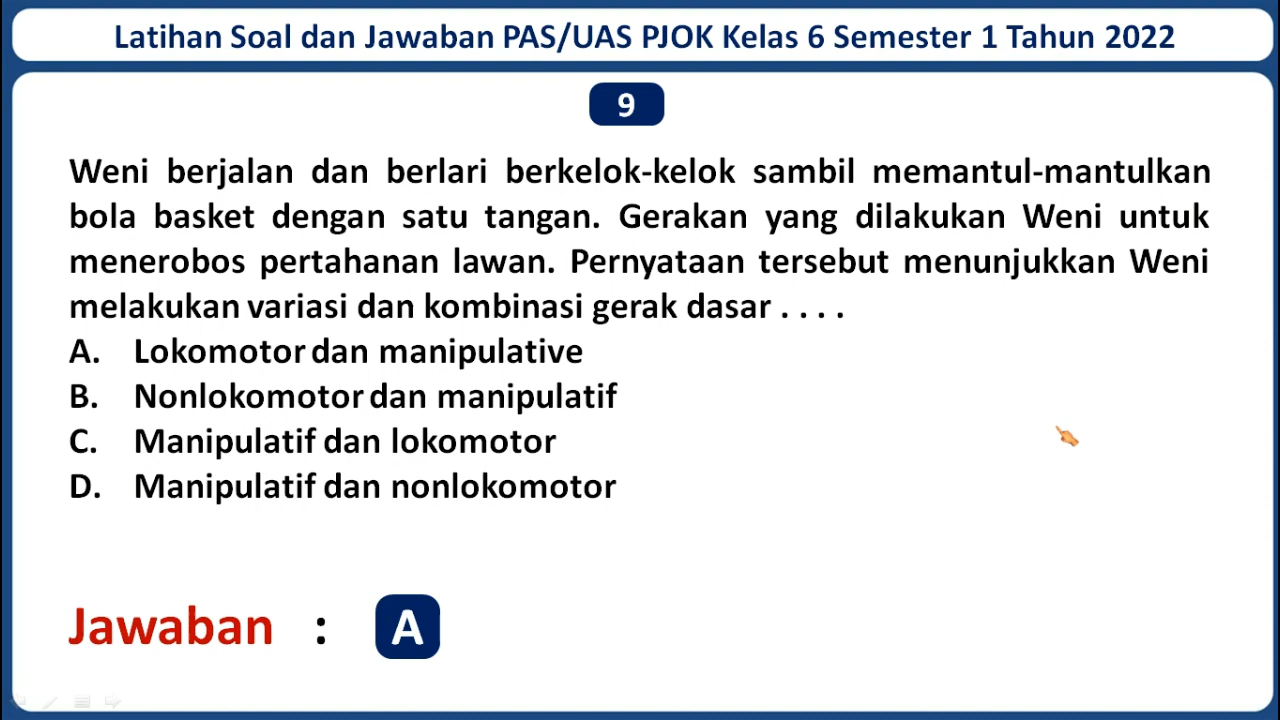 Latihan Soal dan Jawaban PAS/UAS PJOK Kelas 6 Semester 1 Tahun 2022
9
Weni berjalan dan berlari berkelok-kelok sambil memantul-mantulkan
bola basket dengan satu tangan. Gerakan yang dilakukan Weni untuk
menerobos pertahanan lawan. Pernyataan tersebut menunjukkan Weni
melakukan variasi dan kombinasi gerak dasar . . . .
A. Lokomotor dan manipulative
B. Nonlokomotor dan manipulatif
C. Manipulatif dan lokomotor
D. Manipulatif dan nonlokomotor
Jawaban : A